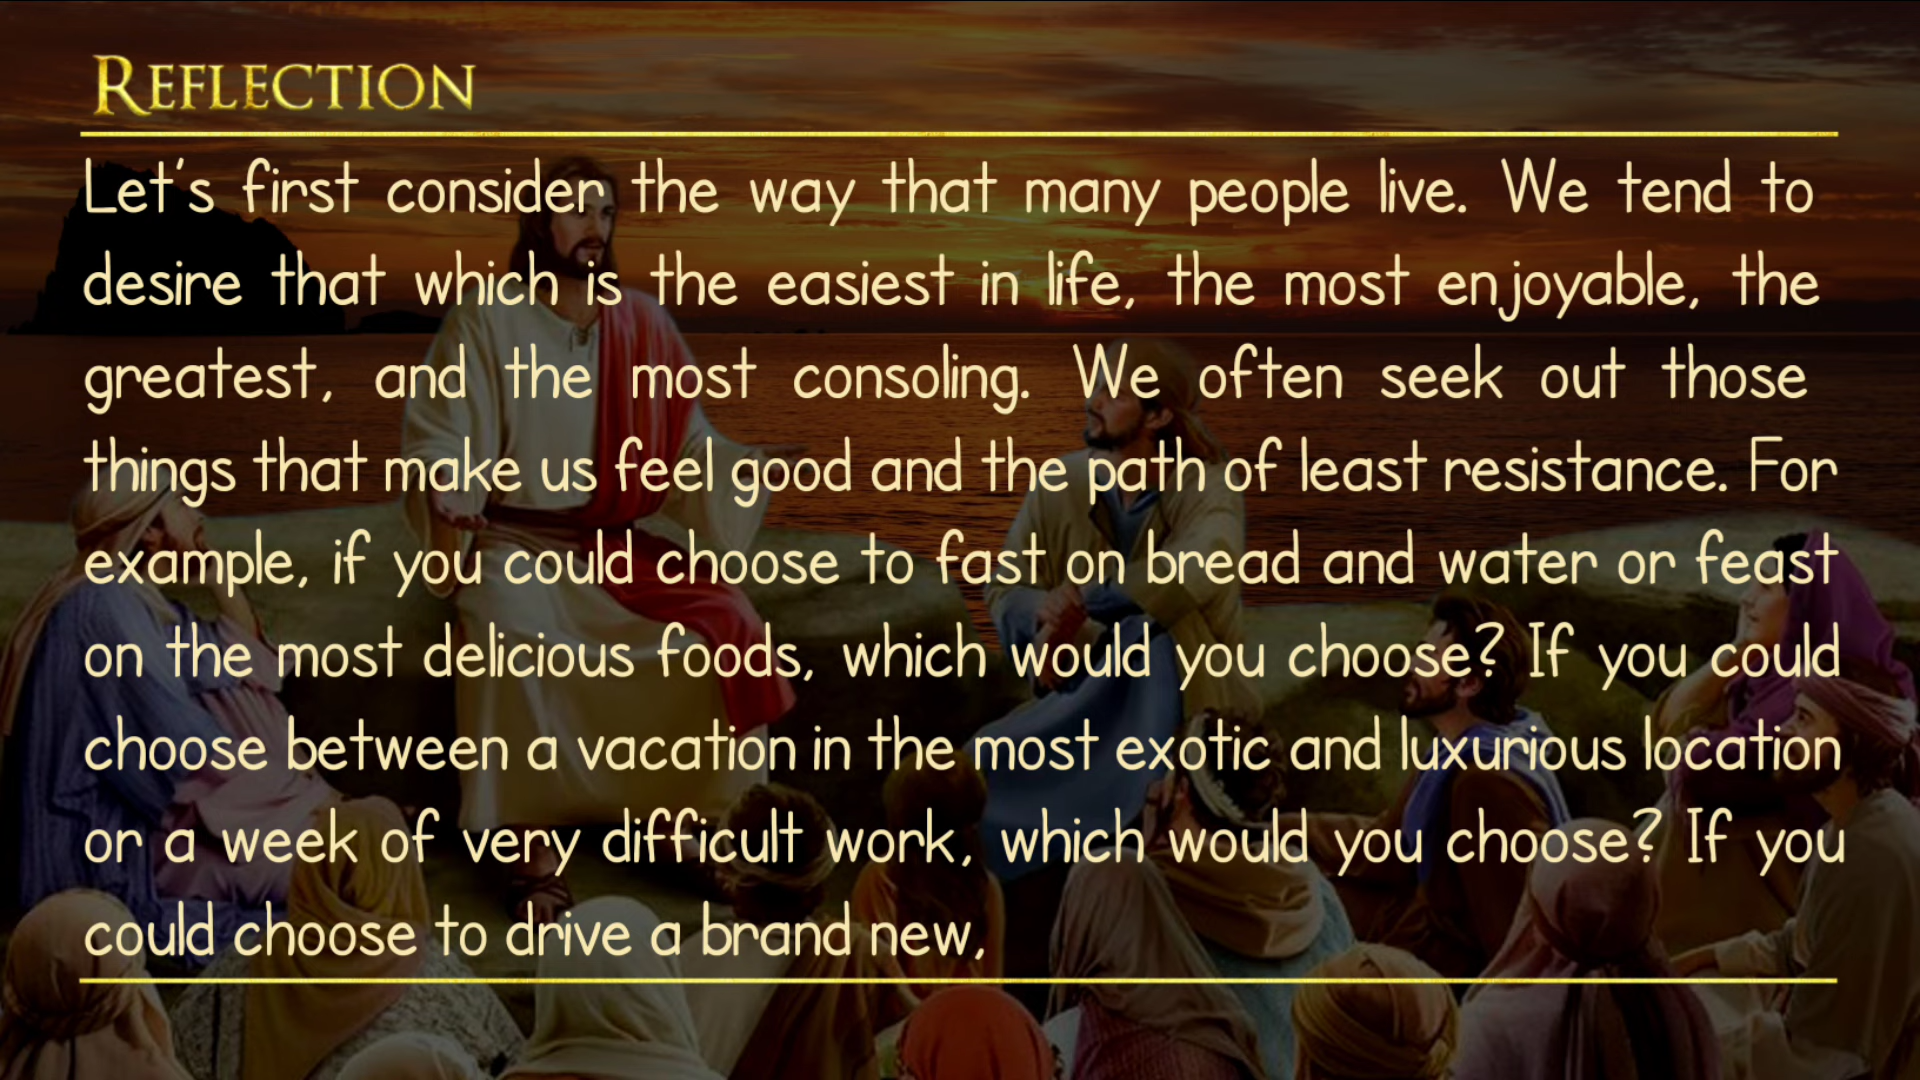 REFLECTION
Let's first consider the way that many people live. We tend to
desire that which is the easiest in life, the most enjoyable, the
greatest, and the most consoling. We often seek out those
things that make us feel good and the path of least resistance. For
example, if you could choose to fast on bread and water or feast
on the most delicious foods, which would you choose? If you could
choose between a vacation in the most exotic and luxurious location
or a week of very difficult work, which would you choose? If you
could choose to drive a brand new,